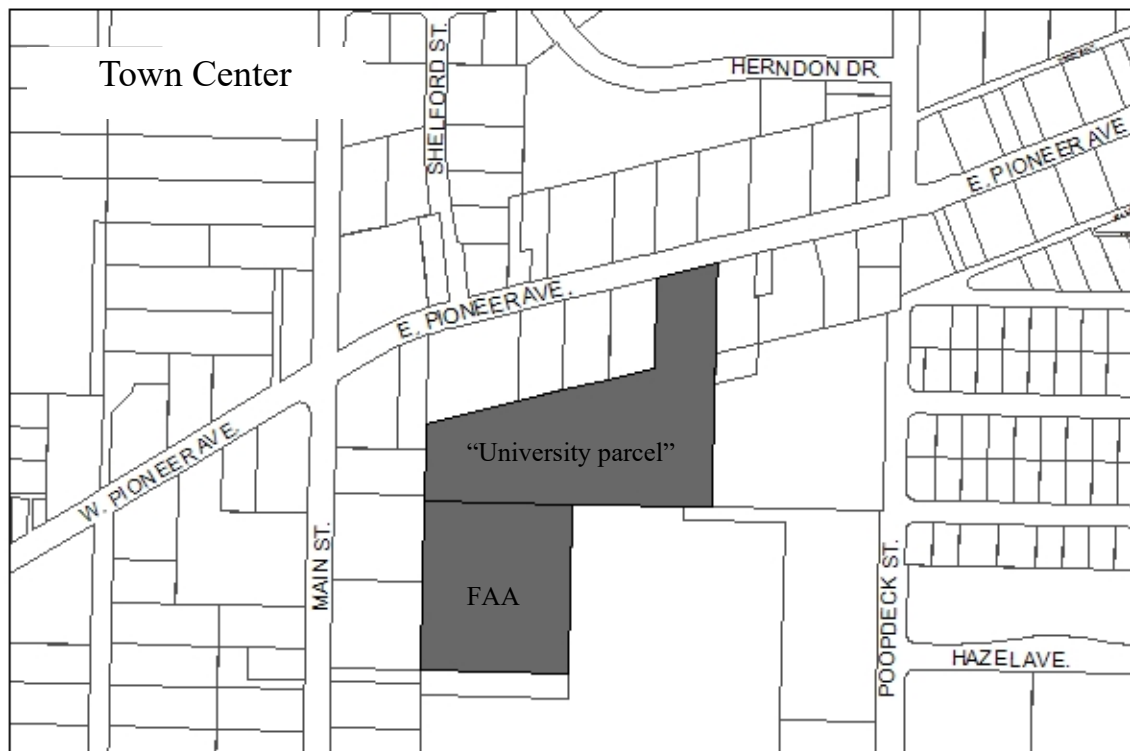 Town Center
SHELFORD ST.
HERNDON DR
E. PIONEER AVE
E. PIONEER AVE.
"University parcel"
W. PIONEER AVE.
MAIN ST.
FAA
POOPDECK ST.
HAZEL AVE.